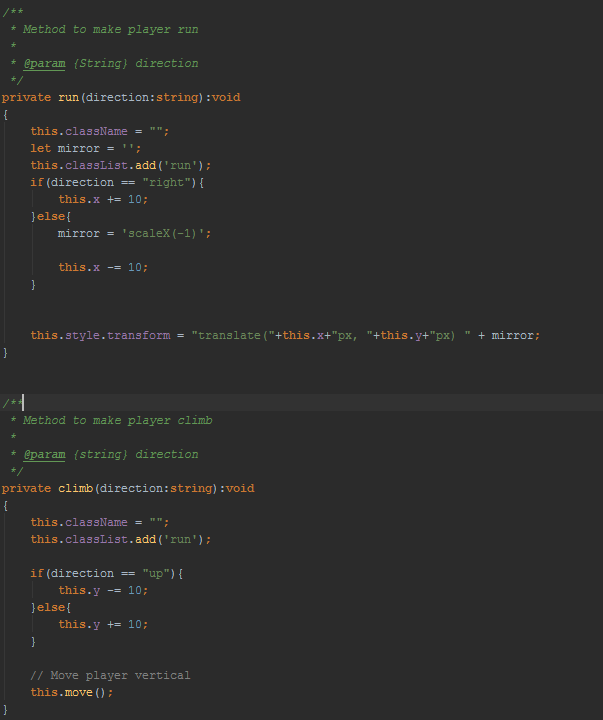 /**
 * Method to make player run
 *
 * @param {String} direction
 */
private run(direction:string):void
{
    this.className = "";
    let mirror = '';
    this.classList.add('run');
    if(direction == "right"){
        this.x += 10;
    }else{
        mirror = 'scaleX(-1)';

        this.x -= 10;
    }


    this.style.transform = "translate("+this.x+"px, "+this.y+"px) " + mirror;
}


/**
 * Method to make player climb
 *
 * @param {string} direction
 */
private climb(direction:string):void
{
    this.className = "";
    this.classList.add('run');

    if(direction == "up"){
        this.y -= 10;
    }else{
        this.y += 10;
    }

    // Move player vertical
    this.move();
}